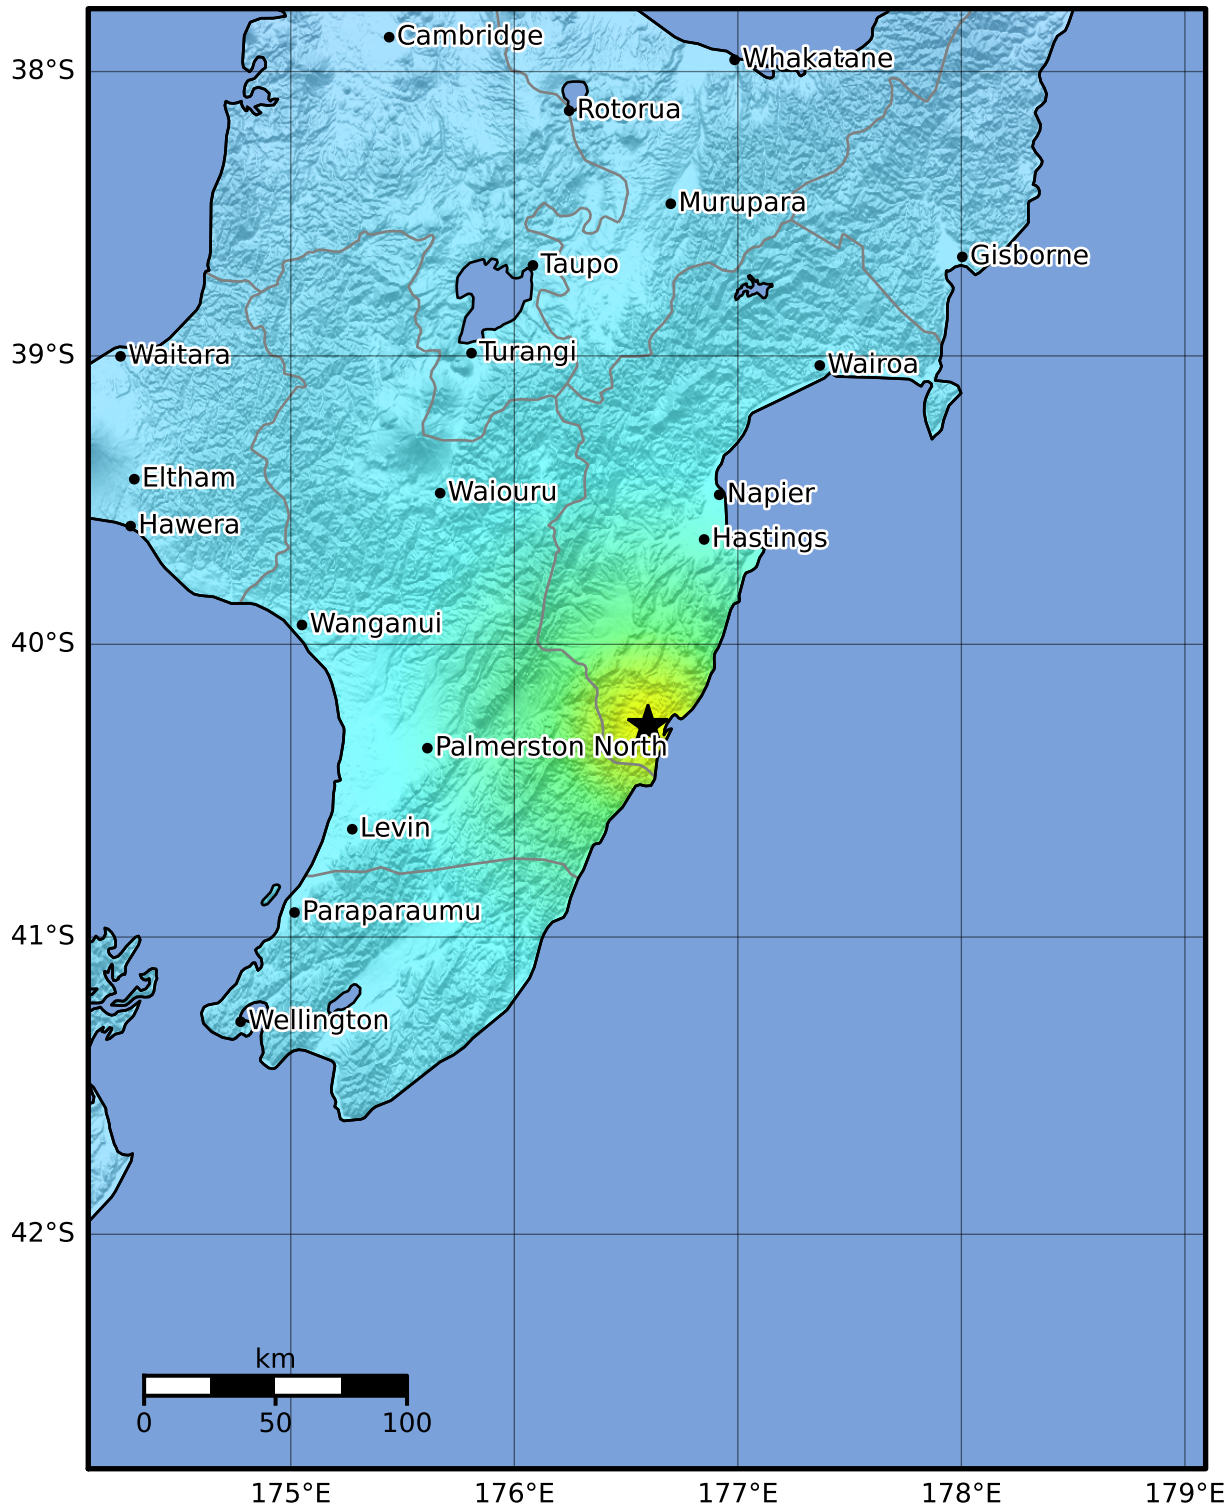 Cambridge
Whakatane
38°S
Rotorua
Murupara
Gisborne
Taupo
Waitara
39°S
Turangi
Wairoa
Eltham
Waiouru
Napier
Hawera
Hastings
Wanganui
40°S
Palmerston North
Levin
Paraparaumu
41°S
Wellington
42°S
km
0 50 100
175°E 176°E 177°E 178°E 179°E